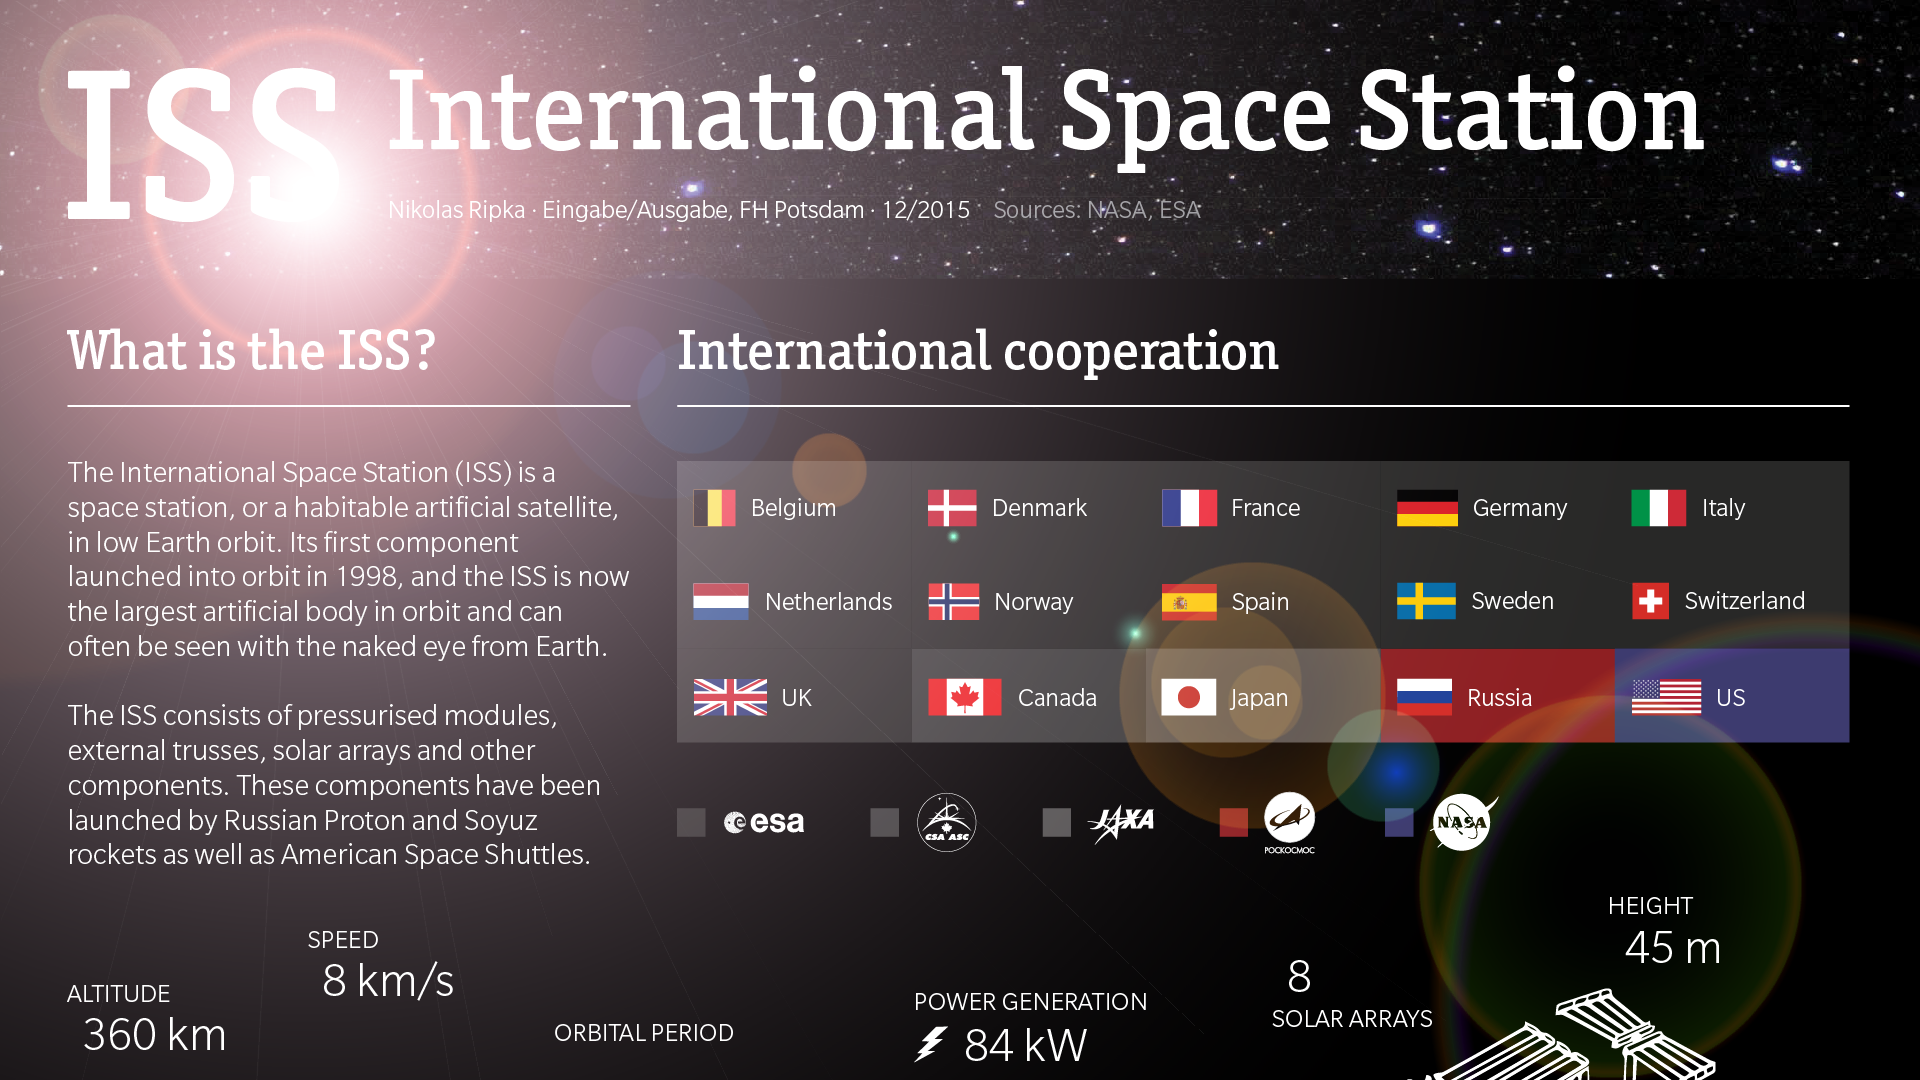 ISS International Space Station
Nikolas Ripka · Eingabe/Ausgabe, FH Potsdam · 12/2015 Sources: NASA, ESA
What is the ISS?
The International Space Station (ISS) is a
space station, or a habitable artificial satellite,
in low Earth orbit. Its first component
launched into orbit in 1998, and the ISS is now
the largest artificial body in orbit and can
often be seen with the naked eye from Earth.
The ISS consists of pressurised modules,
external trusses, solar arrays and other
components. These components have been
launched by Russian Proton and Soyuz
rockets as well as American Space Shuttles.
International cooperation
Belgium Denmark France Germany Italy
Netherlands Norway Spain Sweden Switzerland
UK Canada Japan Russia US
esa CSA ASC JAXA РОСКОСМОС NASA
ALTITUDE
360 km
SPEED
8 km/s
ORBITAL PERIOD
POWER GENERATION
84 kW
8
SOLAR ARRAYS
HEIGHT
45 m